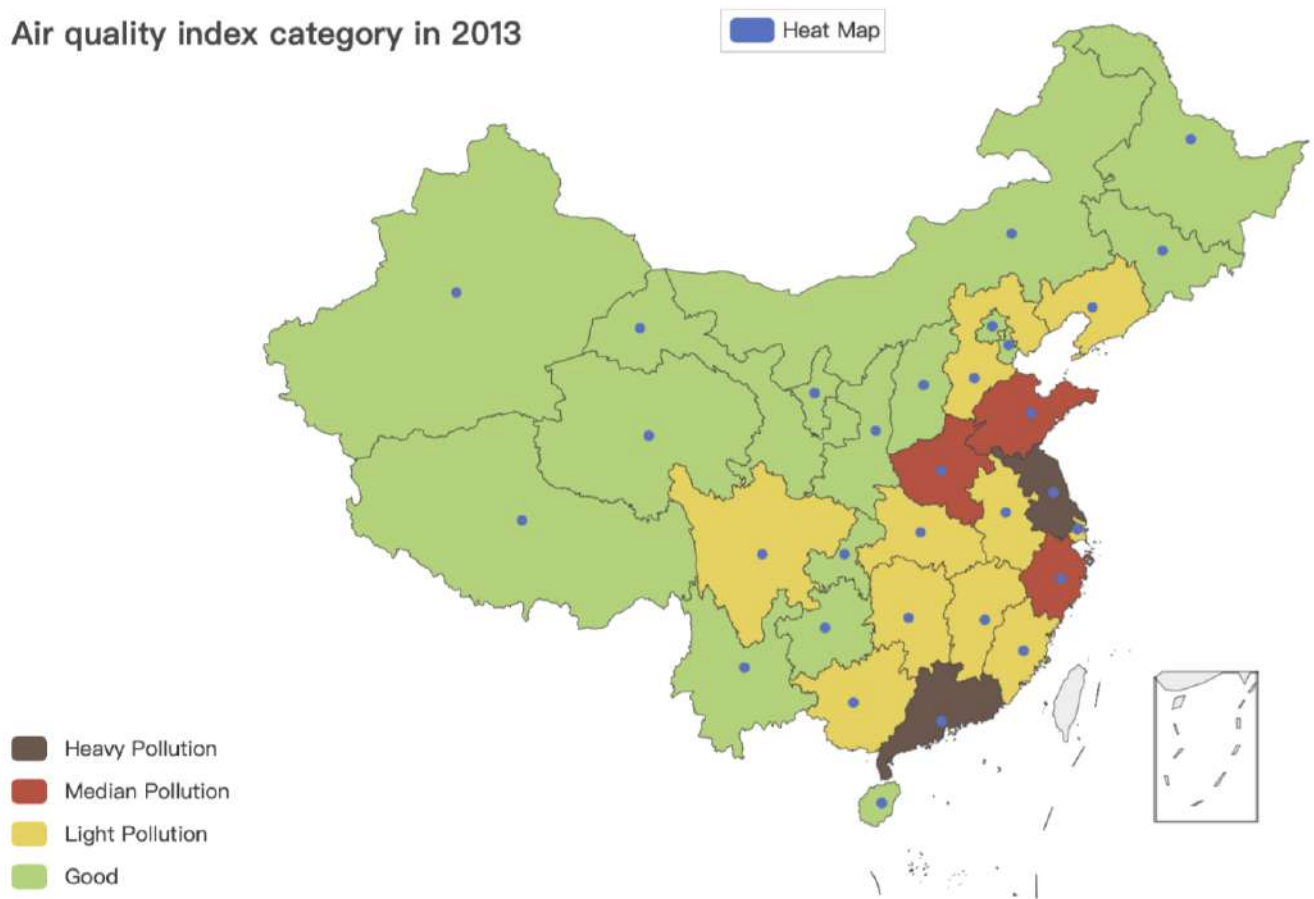 Air quality index category in 2013
Heat Map
Heavy Pollution
Median Pollution
Light Pollution
Good